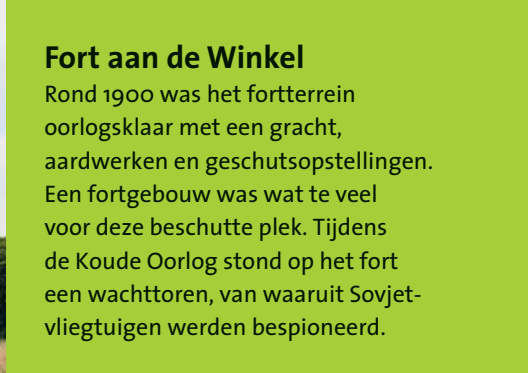 Fort aan de Winkel
Rond 1900 was het fortterrein
oorlogsklaar met een gracht,
aardwerken en geschutsopstellingen.
Een fortgebouw was wat te veel
voor deze beschutte plek. Tijdens
de Koude Oorlog stond op het fort
een wachttoren, van waaruit Sovjet-
vliegtuigen werden bespioneerd.